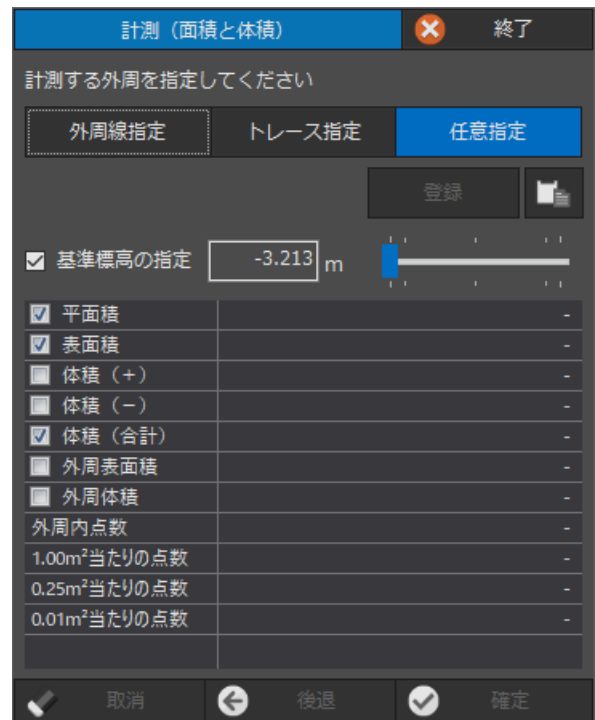 計測（面積と体積） 終了
計測する外周を指定してください
外周線指定 トレース指定 任意指定
登録
基準標高の指定 -3.213 m
平面積 -
表面積 -
体積（+） -
体積（-） -
体積（合計） -
外周表面積 -
外周体積 -
外周内点数 -
1.00m²当たりの点数 -
0.25m²当たりの点数 -
0.01m²当たりの点数 -
取消 後退 確定